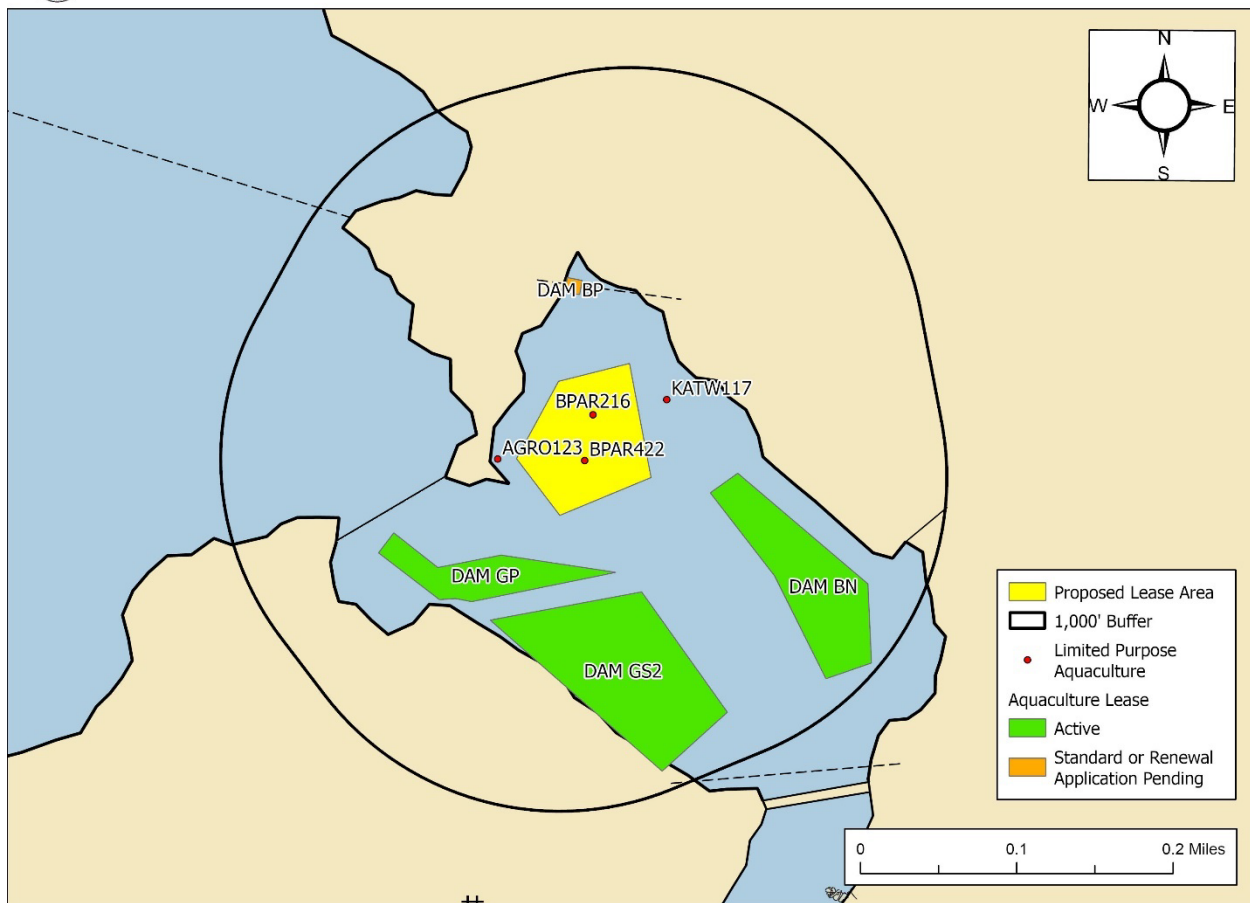 N
W
E
S
DAM BP
KATW117
BPAR216
AGRO123
BPAR422
DAM GP
DAM BN
DAM GS2
Proposed Lease Area
1,000' Buffer
Limited Purpose
Aquaculture
Aquaculture Lease
Active
Standard or Renewal
Application Pending
0
0.1
0.2 Miles